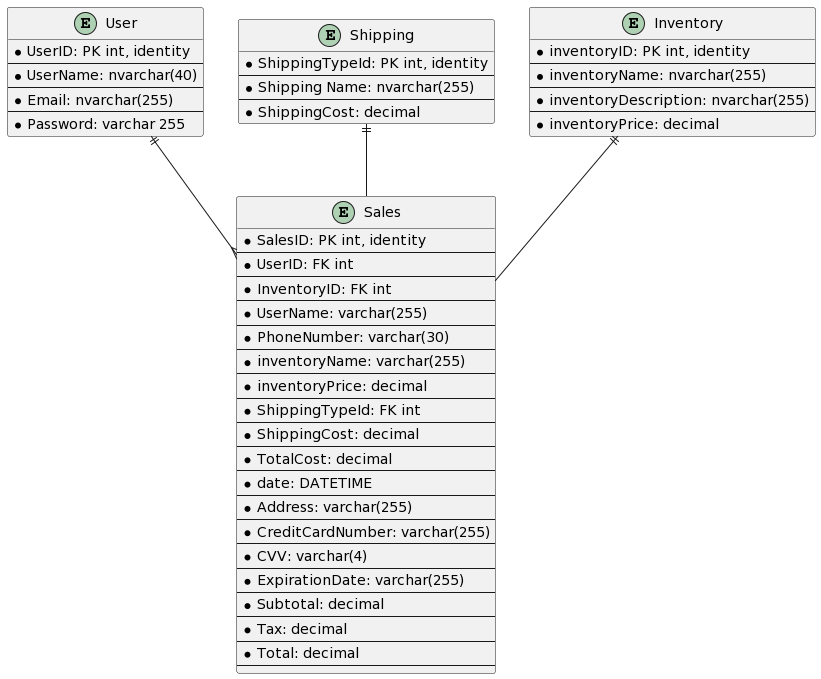 E User
UserID: PK int, identity
UserName: nvarchar(40)
Email: nvarchar(255)
Password: varchar 255
E Shipping
ShippingTypeId: PK int, identity
Shipping Name: nvarchar(255)
ShippingCost: decimal
E Inventory
inventoryID: PK int, identity
inventoryName: nvarchar(255)
inventoryDescription: nvarchar(255)
inventoryPrice: decimal
E Sales
SalesID: PK int, identity
UserID: FK int
InventoryID: FK int
UserName: varchar(255)
PhoneNumber: varchar(30)
inventoryName: varchar(255)
inventoryPrice: decimal
ShippingTypeId: FK int
ShippingCost: decimal
TotalCost: decimal
date: DATETIME
Address: varchar(255)
CreditCardNumber: varchar(255)
CVV: varchar(4)
ExpirationDate: varchar(255)
Subtotal: decimal
Tax: decimal
Total: decimal